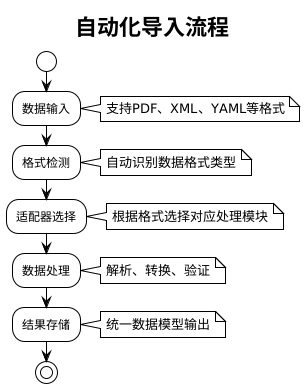 自动化导入流程
数据输入
支持PDF、XML、YAML等格式
格式检测
自动识别数据格式类型
适配器选择
根据格式选择对应处理模块
数据处理
解析、转换、验证
结果存储
统一数据模型输出